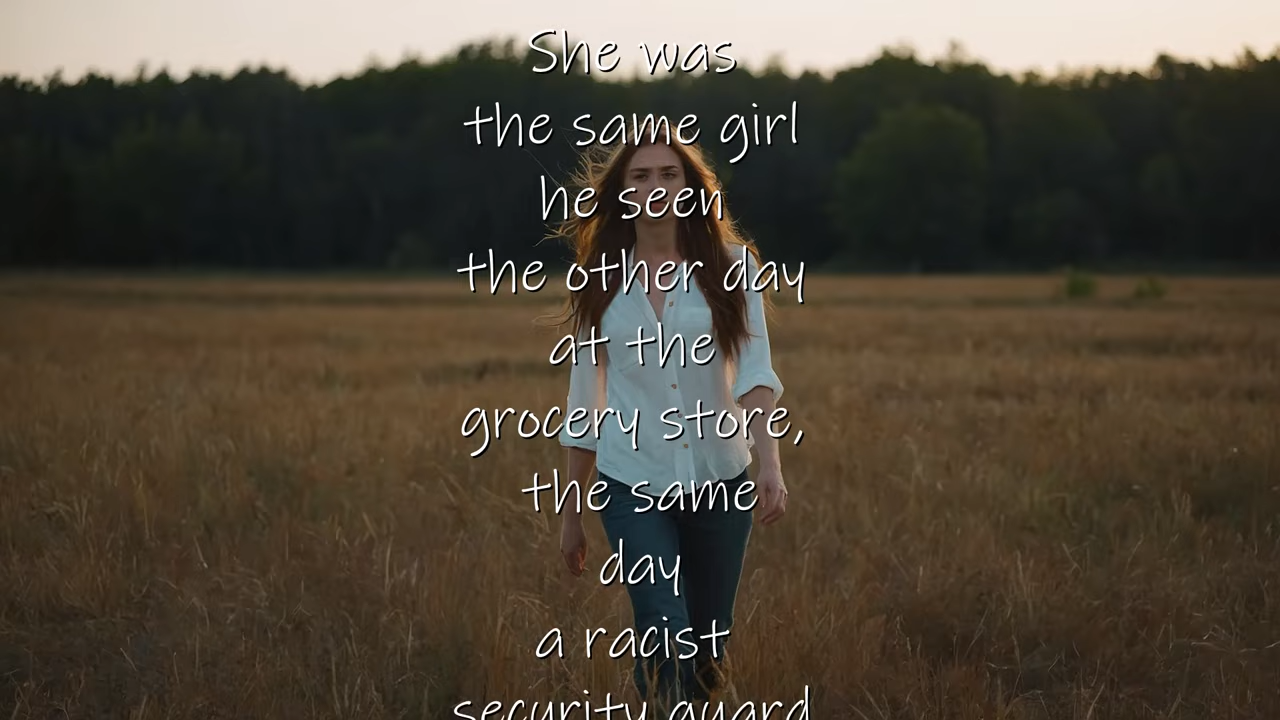 She was
the same girl
he seen
the other day
at the
grocery store,
the same
day
a racist
security guard